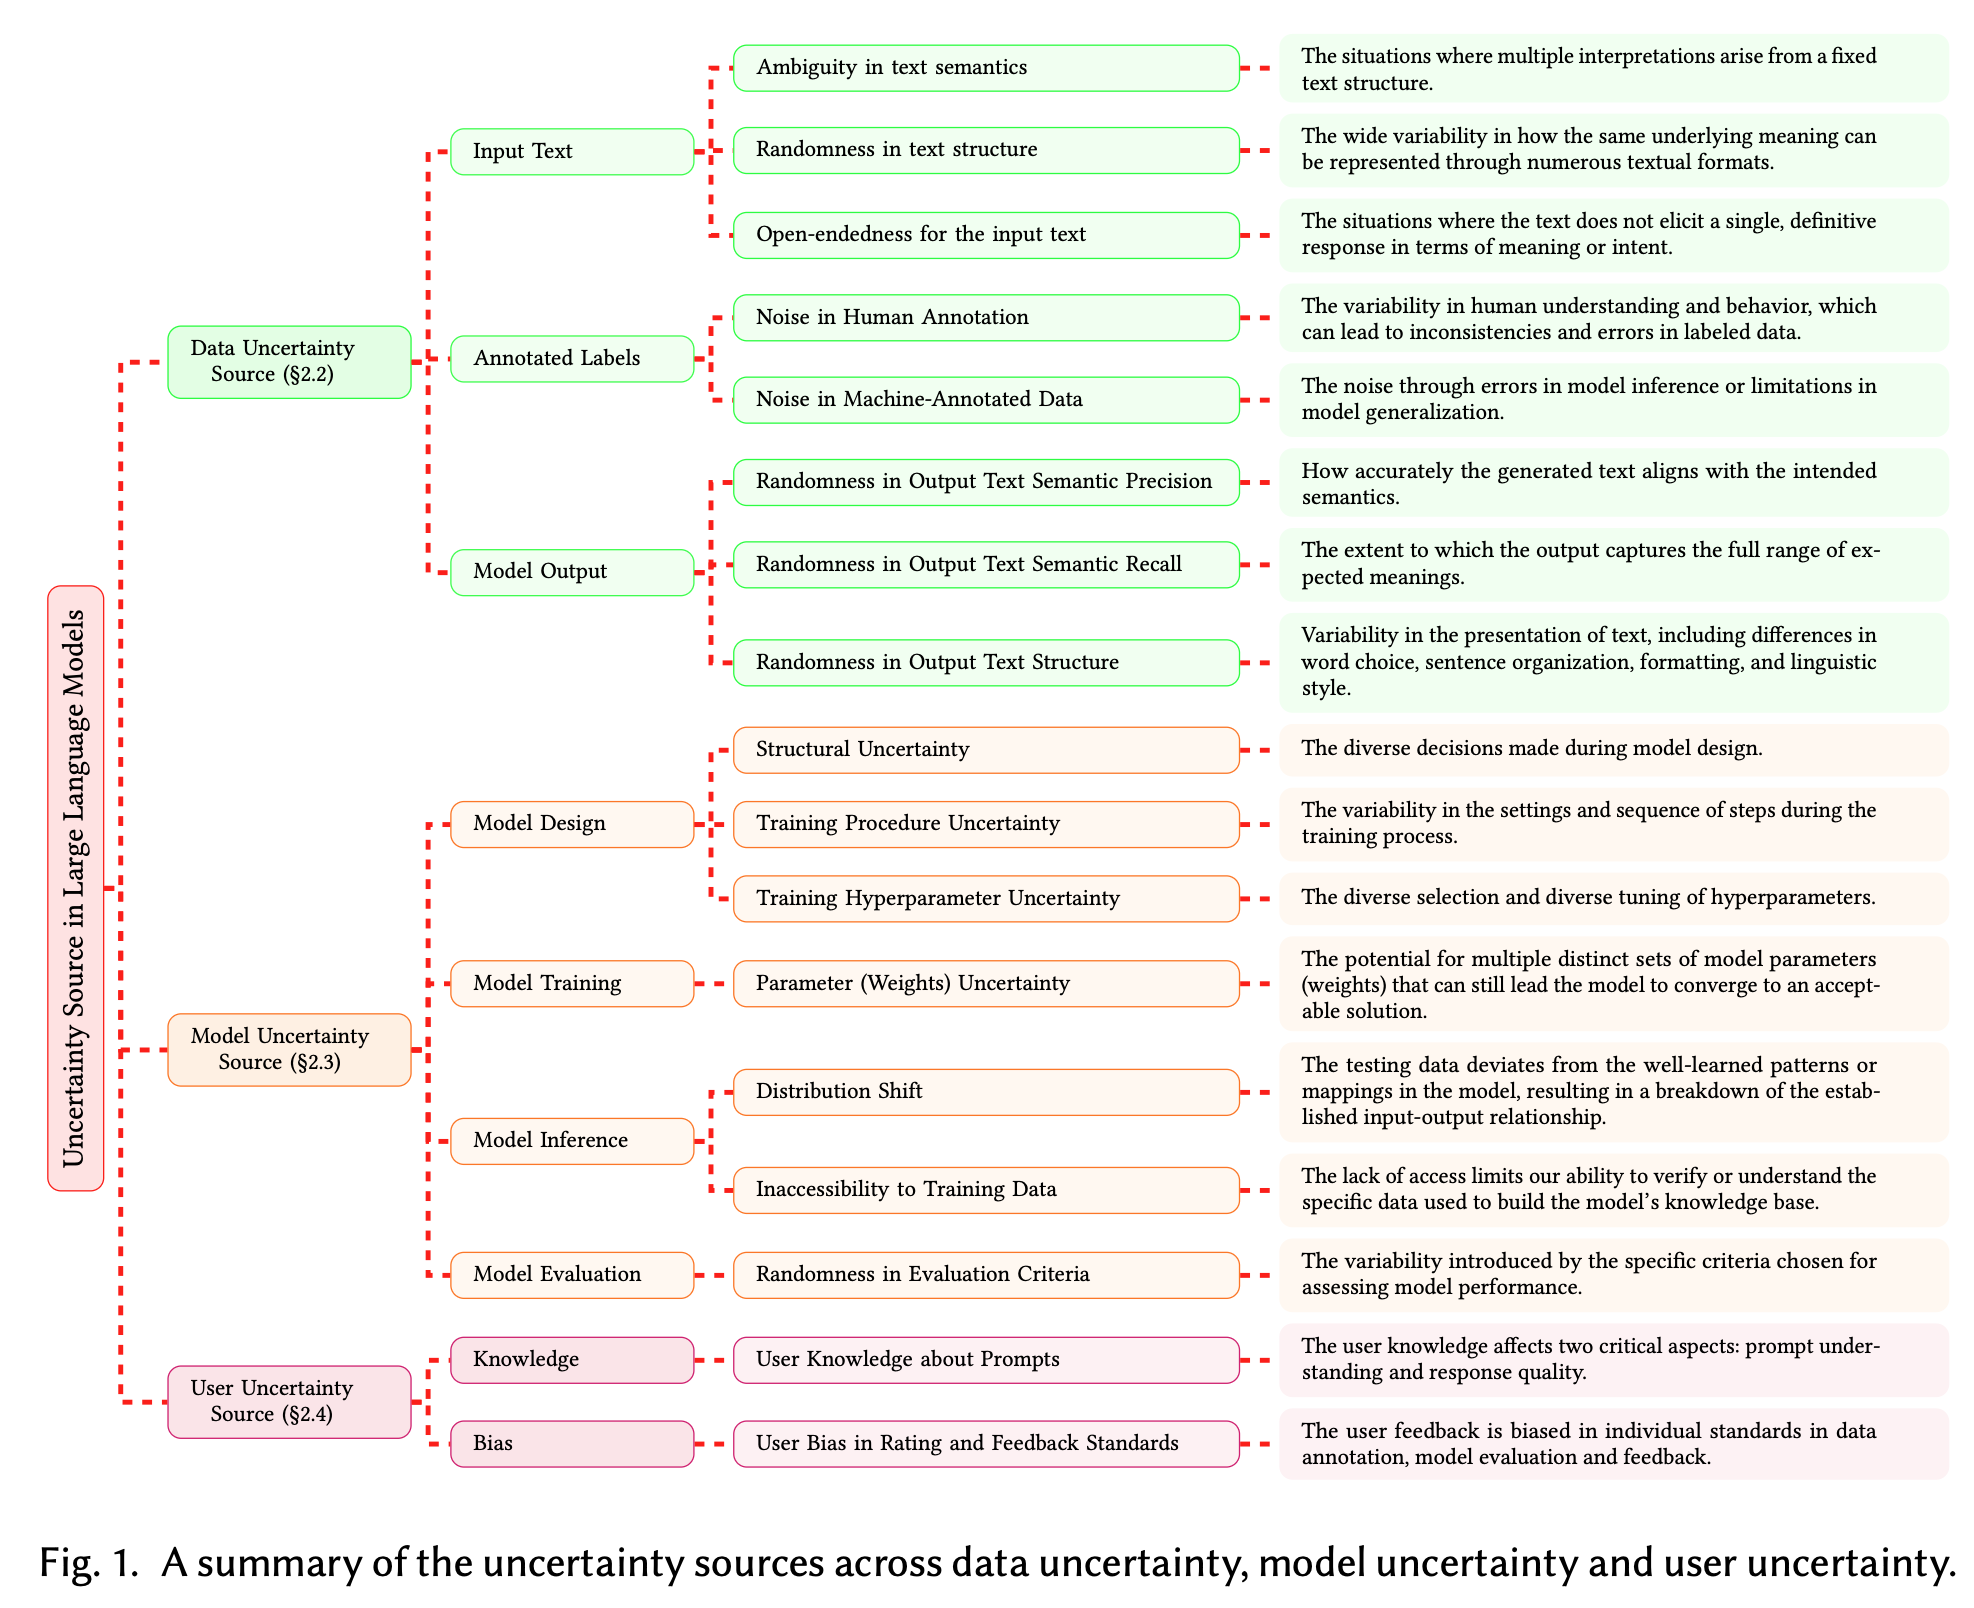 Uncertainty Source in Large Language Models
Data Uncertainty
Source (§2.2)
Input Text
Ambiguity in text semantics
The situations where multiple interpretations arise from a fixed
text structure.
Randomness in text structure
The wide variability in how the same underlying meaning can
be represented through numerous textual formats.
Open-endedness for the input text
The situations where the text does not elicit a single, definitive
response in terms of meaning or intent.
Annotated Labels
Noise in Human Annotation
The variability in human understanding and behavior, which
can lead to inconsistencies and errors in labeled data.
Noise in Machine-Annotated Data
The noise through errors in model inference or limitations in
model generalization.
Model Output
Randomness in Output Text Semantic Precision
How accurately the generated text aligns with the intended
semantics.
Randomness in Output Text Semantic Recall
The extent to which the output captures the full range of ex-
pected meanings.
Randomness in Output Text Structure
Variability in the presentation of text, including differences in
word choice, sentence organization, formatting, and linguistic
style.
Model Uncertainty
Source (§2.3)
Model Design
Structural Uncertainty
The diverse decisions made during model design.
Training Procedure Uncertainty
The variability in the settings and sequence of steps during the
training process.
Training Hyperparameter Uncertainty
The diverse selection and diverse tuning of hyperparameters.
Model Training
Parameter (Weights) Uncertainty
The potential for multiple distinct sets of model parameters
(weights) that can still lead the model to converge to an accept-
able solution.
Model Inference
Distribution Shift
The testing data deviates from the well-learned patterns or
mappings in the model, resulting in a breakdown of the estab-
lished input-output relationship.
Inaccessibility to Training Data
The lack of access limits our ability to verify or understand the
specific data used to build the model's knowledge base.
Model Evaluation
Randomness in Evaluation Criteria
The variability introduced by the specific criteria chosen for
assessing model performance.
User Uncertainty
Source (§2.4)
Knowledge
User Knowledge about Prompts
The user knowledge affects two critical aspects: prompt under-
standing and response quality.
Bias
User Bias in Rating and Feedback Standards
The user feedback is biased in individual standards in data
annotation, model evaluation and feedback.
Fig. 1. A summary of the uncertainty sources across data uncertainty, model uncertainty and user uncertainty.